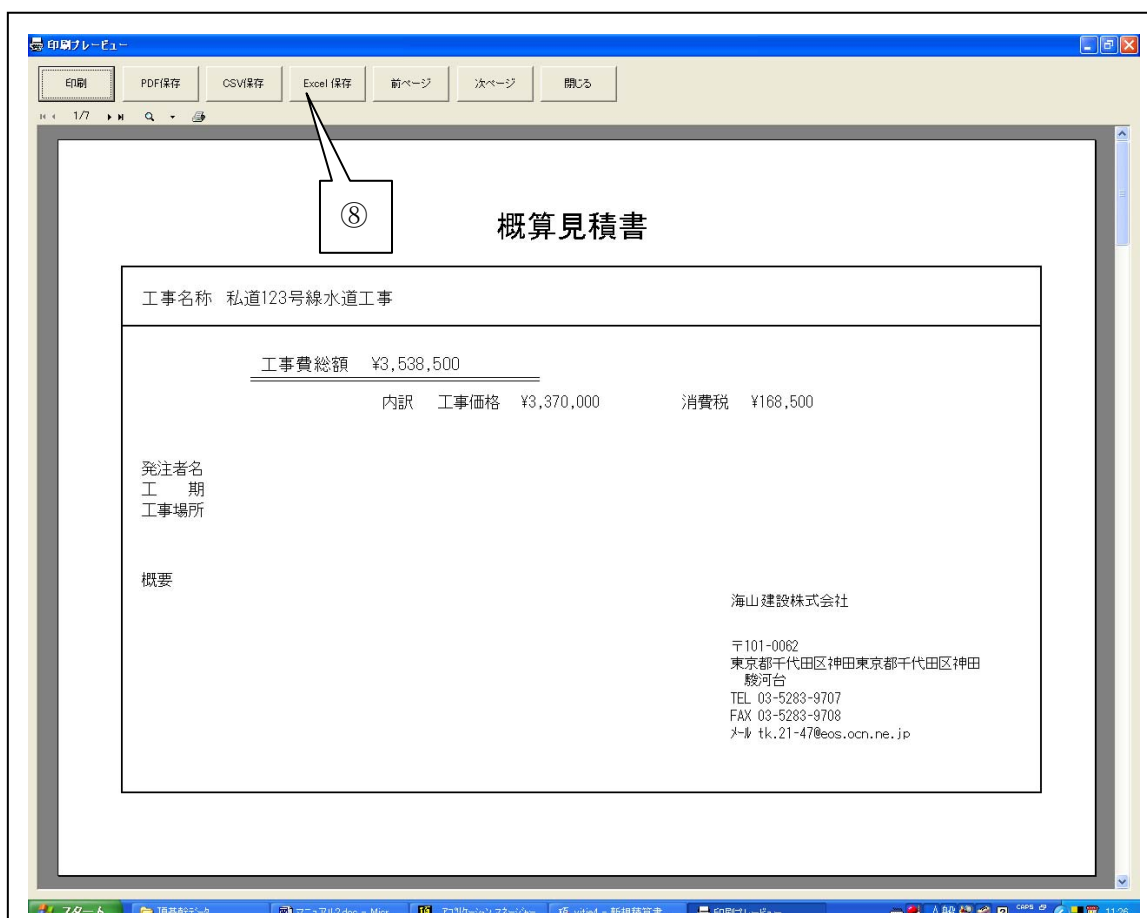 印刷プレビュー
印刷 PDF保存 CSV保存 Excel保存 前ページ 次ページ 閉じる
1/7
⑧
概算見積書
工事名称 私道123号線水道工事
工事費総額 ¥3,538,500
内訳 工事価格 ¥3,370,000 消費税 ¥168,500
発注者名
工 期
工事場所
概要
海山建設株式会社
〒101-0062
東京都千代田区神田東京都千代田区神田
駿河台
TEL 03-5283-9707
FAX 03-5283-9708
メール tk.21-47@eos.ocn.ne.jp
スタート 印刷プレビュー 11:26